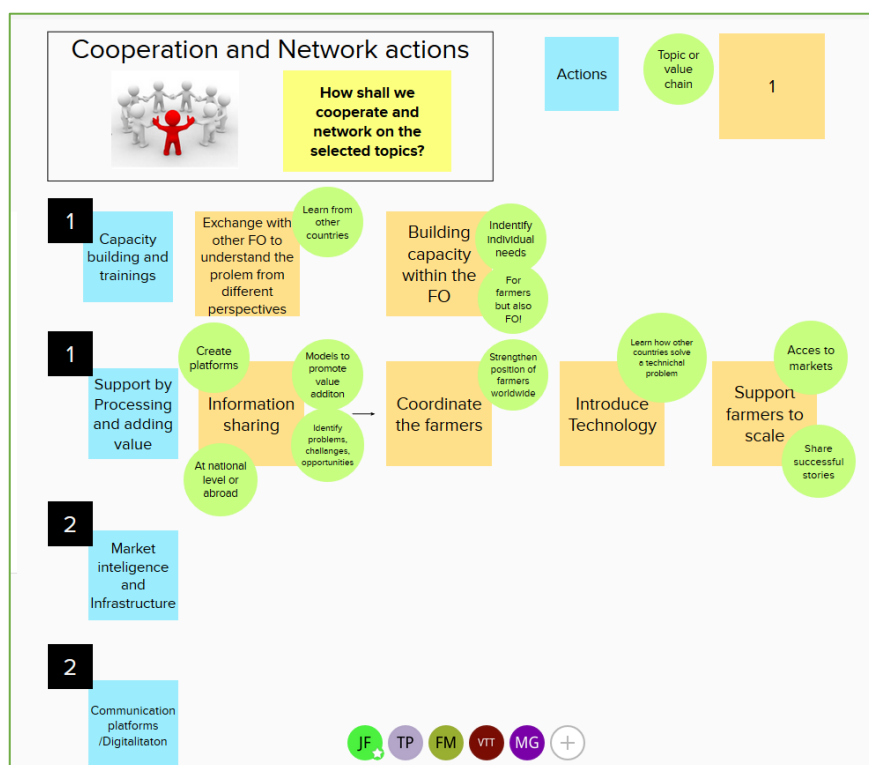 Cooperation and Network actions
How shall we
cooperate and
network on the
selected topics?
Actions
Topic or
value
chain
1
1
Capacity
building and
trainings
Exchange with
other FO to
understand the
prolem from
different
perspectives
Learn from
other
countries
Building
capacity
within the
FO
Indentify
individual
needs
For
farmers
but also
FO!
1
Support by
Processing
and adding
value
Create
platforms
Information
sharing
At national
level or
abroad
Models to
promote
value
additon
Identify
problems,
challanges,
opportunities
Coordinate
the farmers
Strengthen
position of
farmers
worldwide
Introduce
Technology
Learn how other
countries solve
a technichal
problem
Support
farmers to
scale
Acces to
markets
Share
successful
stories
2
Market
inteligence
and
Infrastructure
2
Communication
platforms
/Digitalitaton
JF
TP
FM
VTT
MG